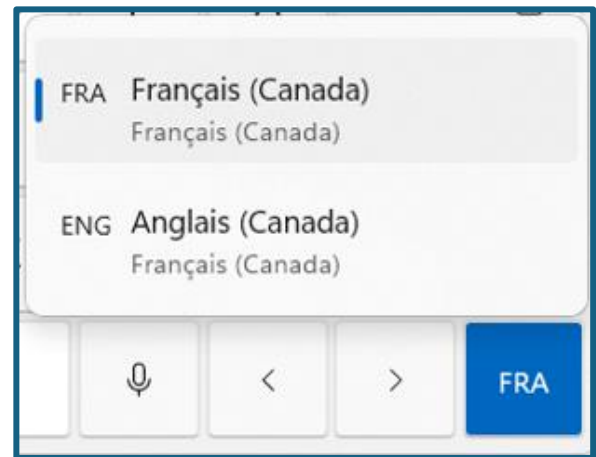 FRA Français (Canada)
Français (Canada)
ENG Anglais (Canada)
Français (Canada)
< > FRA